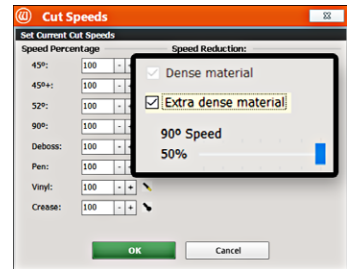 Cut Speeds
Set Current Cut Speeds
Speed Percentage Speed Reduction:
45º: 100 - +
45º+: 100 - +
52º: 100 - +
90º: 100 - +
Deboss: 100 - +
Pen: 100 - +
Vinyl: 100 - +
Crease: 100 - +
Dense material
Extra dense material
90º Speed
50%
OK Cancel